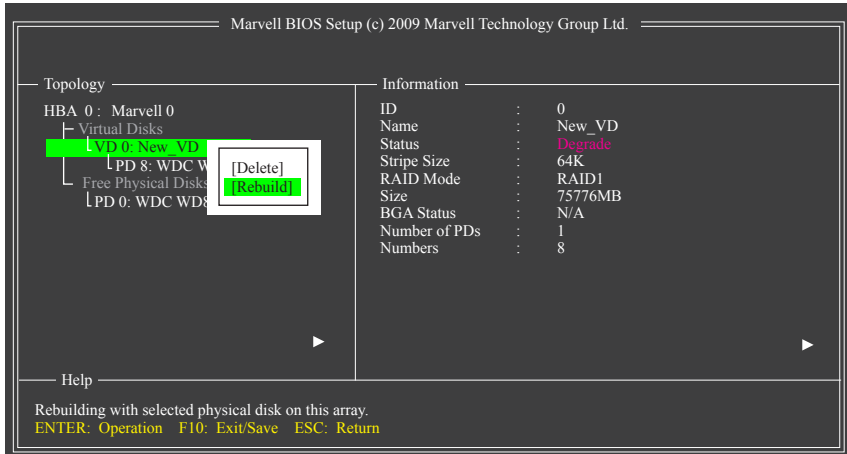 Marvell BIOS Setup (c) 2009 Marvell Technology Group Ltd.
Topology
HBA 0 : Marvell 0
Virtual Disks
VD 0: New_VD
PD 8: WDC
Free Physical Disks
PD 0: WDC
[Delete]
[Rebuild]
Information
ID : 0
Name : New_VD
Status : Degrade
Stripe Size : 64K
RAID Mode : RAID1
Size : 75776MB
BGA Status : N/A
Number of PDs : 1
Numbers : 8
Help
Rebuilding with selected physical disk on this array.
ENTER: Operation F10: Exit/Save ESC: Return